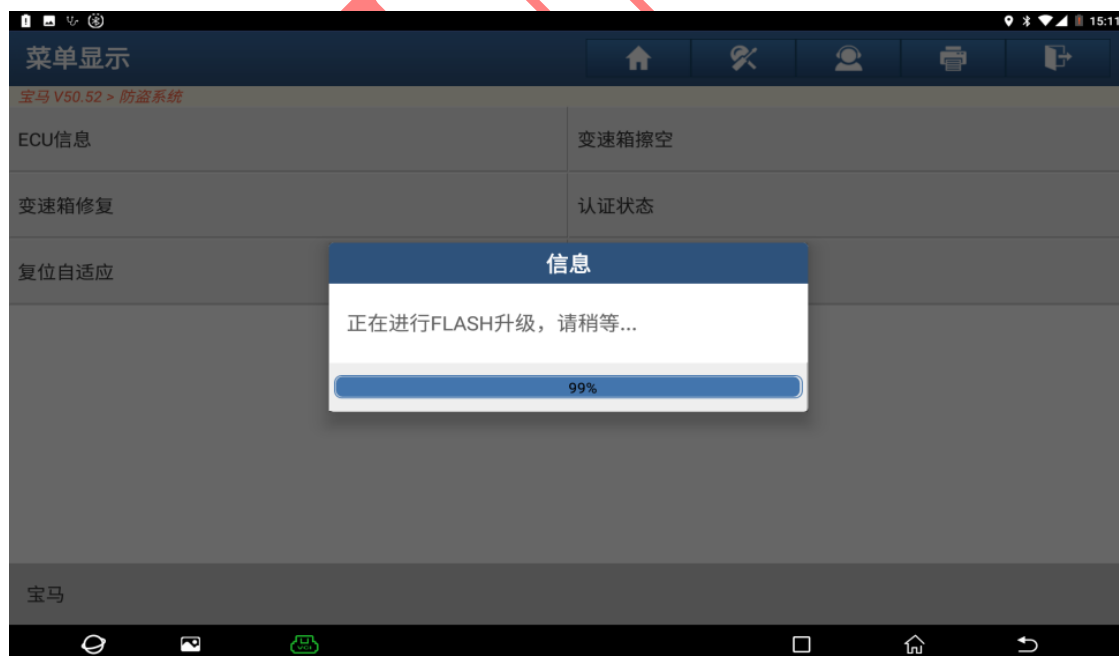 15:11
菜单显示
宝马 V50.52 > 防盗系统
ECU信息
变速箱擦空
变速箱修复
认证状态
复位自适应
信息
正在进行FLASH升级，请稍等...
99%
宝马
VCI